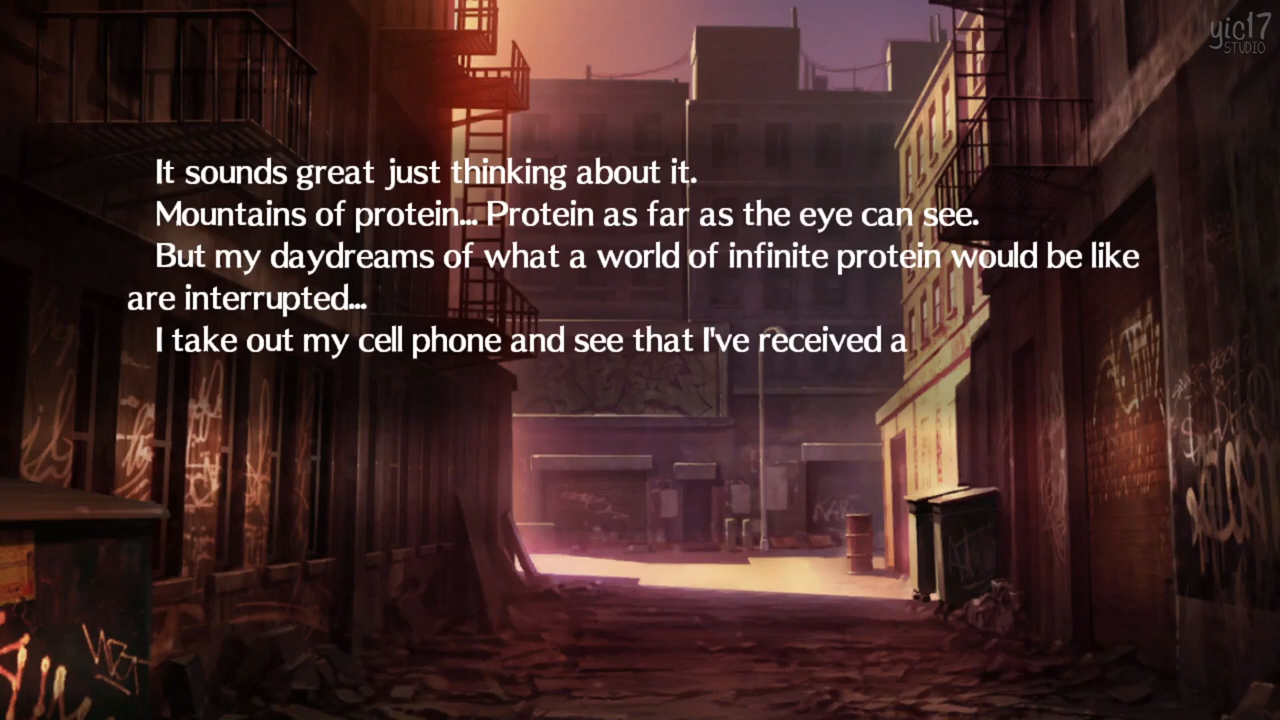 yic17
STUDIO
It sounds great just thinking about it.
Mountains of protein... Protein as far as the eye can see.
But my daydreams of what a world of infinite protein would be like
are interrupted...
I take out my cell phone and see that I've received a